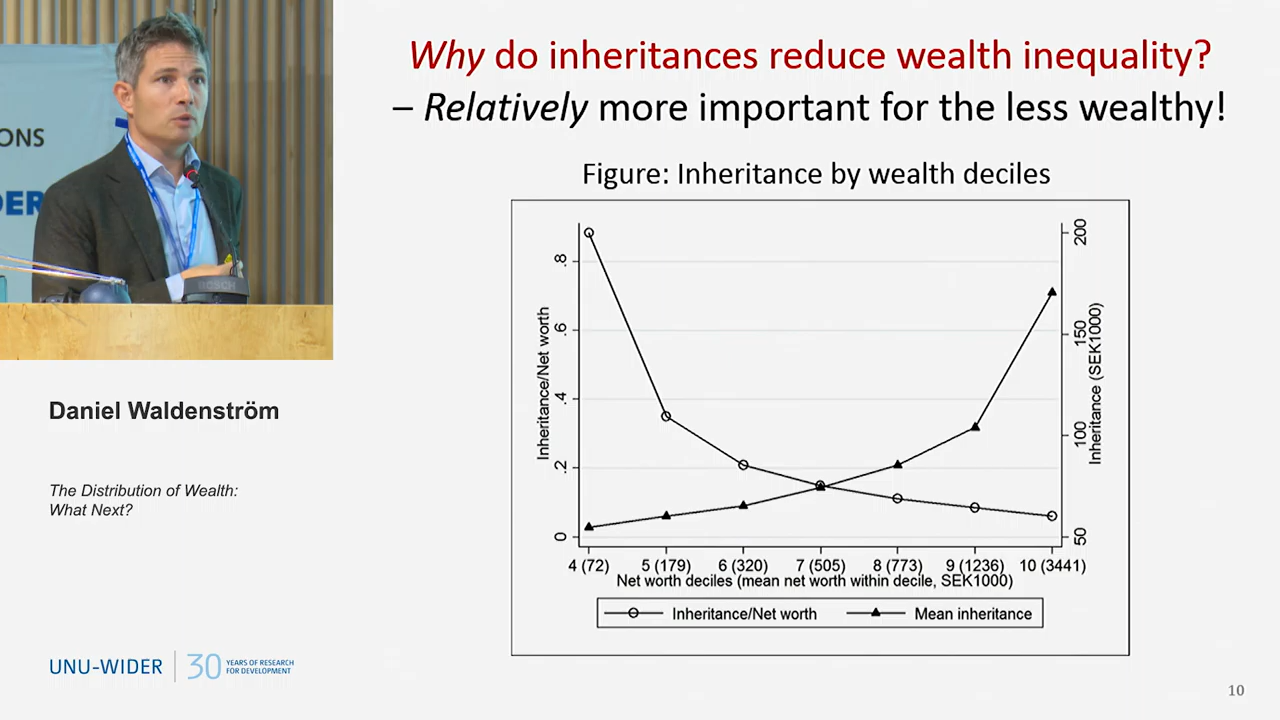 Why do inheritances reduce wealth inequality?
– Relatively more important for the less wealthy!
Figure: Inheritance by wealth deciles
Inheritance/Net worth
.8
.6
.4
.2
0
200
150
100
50
Inheritance (SEK1000)
4 (72) 5 (179) 6 (320) 7 (505) 8 (773) 9 (1236) 10 (3441)
Net worth deciles (mean net worth within decile, SEK1000)
Inheritance/Net worth Mean inheritance
ONS
DER
BOSCH
Daniel Waldenström
The Distribution of Wealth:
What Next?
UNU-WIDER 30 YEARS OF RESEARCH
FOR DEVELOPMENT
10